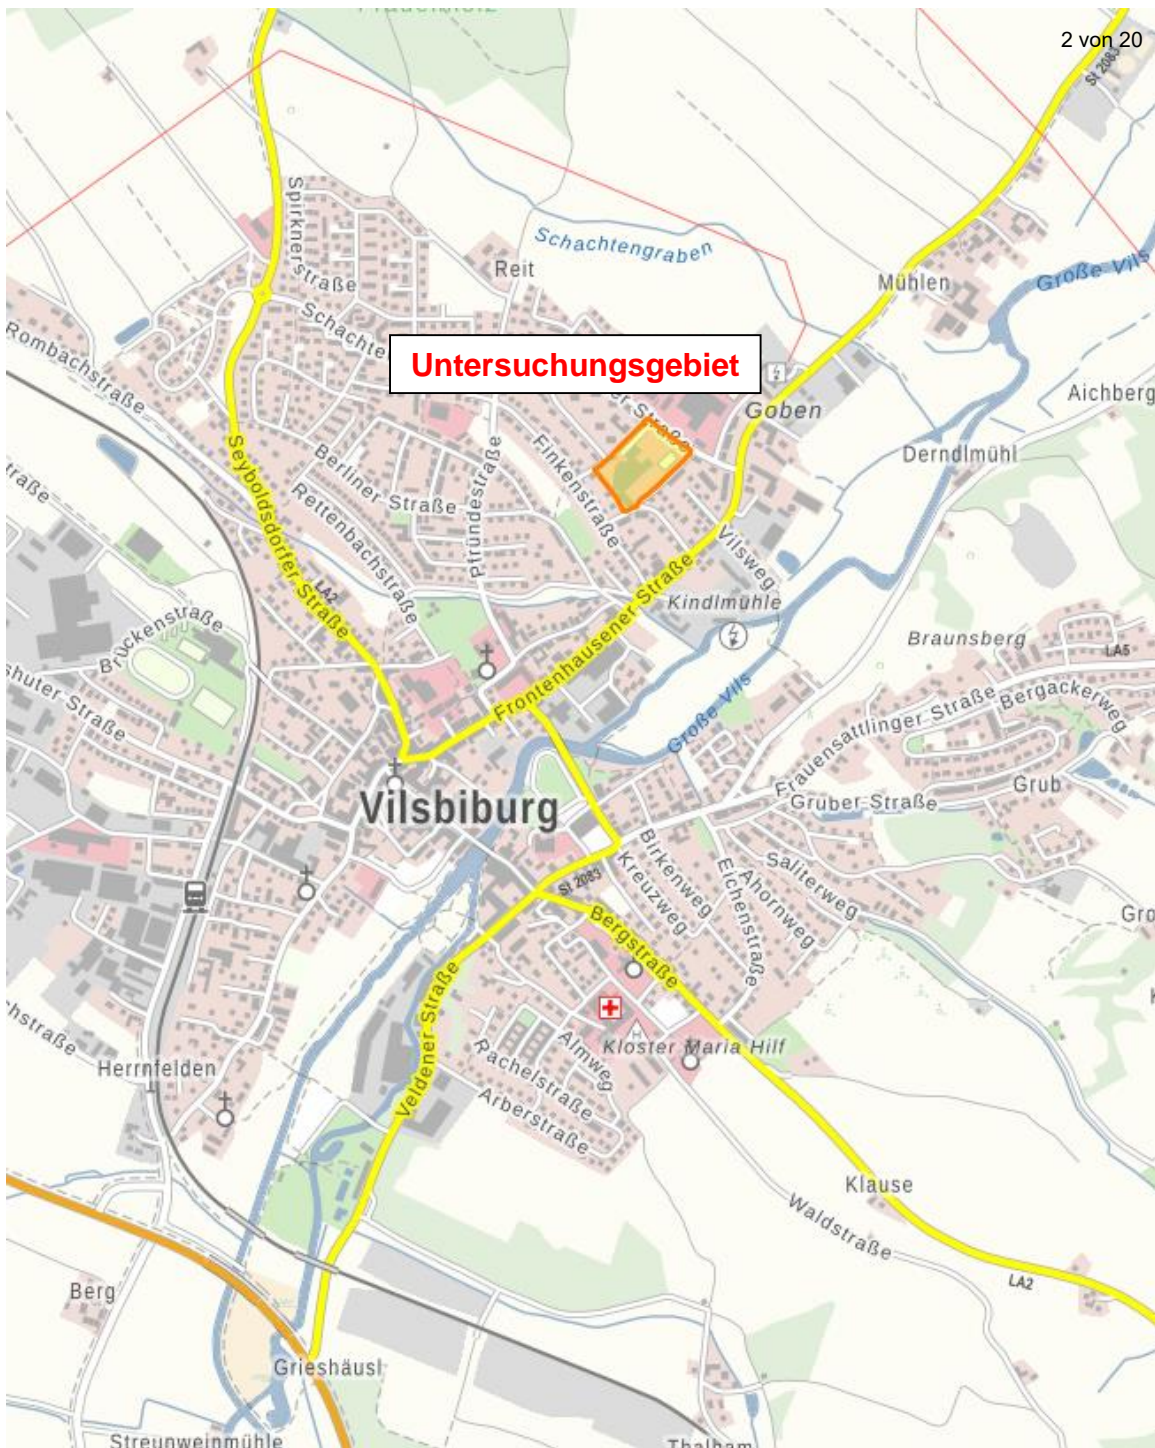 2 von 20
St 2083
Spirknerstraße
Schachtengraben
Reit
Große Vils
Mühlen
Rombachstraße
Untersuchungsgebiet
Goben
Aichberg
Derndlmühl
Seyboldsdorfer Straße
Berliner Straße
Rettenbachstraße
Pfründestraße
Finkenstraße
LA2
Vilsweg
Kindlmühle
Frontenhausener Straße
Brückenstraße
Braunsberg
LA5
Große Vils
Frauensattlinger-Straße
Bergackerweg
Grub
Gruber-Straße
Vilsbiburg
Birkenweg
Kreuzweg
Eichenstraße
Ahornweg
Saliterweg
St 2083
Bergstraße
Veldener-Straße
Kloster Maria Hilf
H
Almweg
Rachelstraße
Arberstraße
Herrnfelden
Klause
Waldstraße
LA2
Berg
Grieshäusl
Streunweinmühle
Thalham